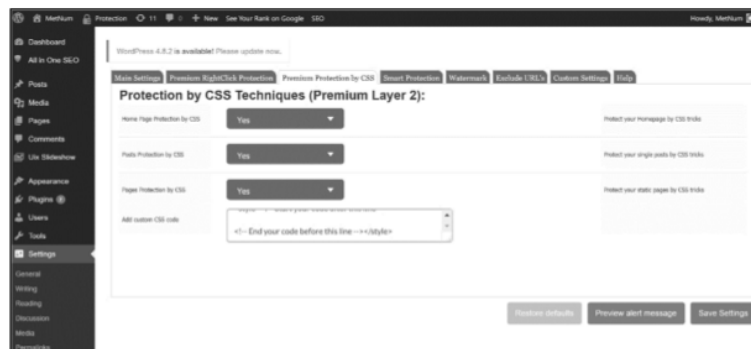 MetNum Protection 11 0 + New See Your Rank on Google SEO Howdy, MetNum
Dashboard
All in One SEO
Posts
Media
Pages
Comments
Uix Slideshow
Appearance
Plugins
Users
Tools
Settings
General
Writing
Reading
Discussion
Media
Permalinks
WordPress 4.8.2 is available! Please update now.
Main Settings Premium RightClick Protection Premium Protection by CSS Smart Protection Watermark Exclude URL's Custom Settings Help
Protection by CSS Techniques (Premium Layer 2):
Home Page Protection by CSS Yes Protect your Homepage by CSS tricks
Posts Protection by CSS Yes Protect your single posts by CSS tricks
Pages Protection by CSS Yes Protect your static pages by CSS tricks
Add custom CSS code
<!-- End your code before this line --></style>
Restore defaults Preview alert message Save Settings